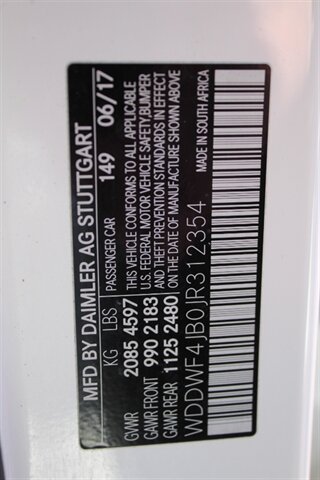 MFD BY DAIMLER AG STUTTGART
KG LBS PASSENGER CAR 149 06/17
GVWR 2085 4597 THIS VEHICLE CONFORMS TO ALL APPLICABLE
GAWR FRONT 990 2183 U.S. FEDERAL MOTOR VEHICLE SAFETY,BUMPER
GAWR REAR 1125 2480 AND THEFT PREVENTION STANDARDS IN EFFECT
ON THE DATE OF MANUFACTURE SHOWN ABOVE
WDDWF4JB0JR312354 MADE IN SOUTH AFRICA